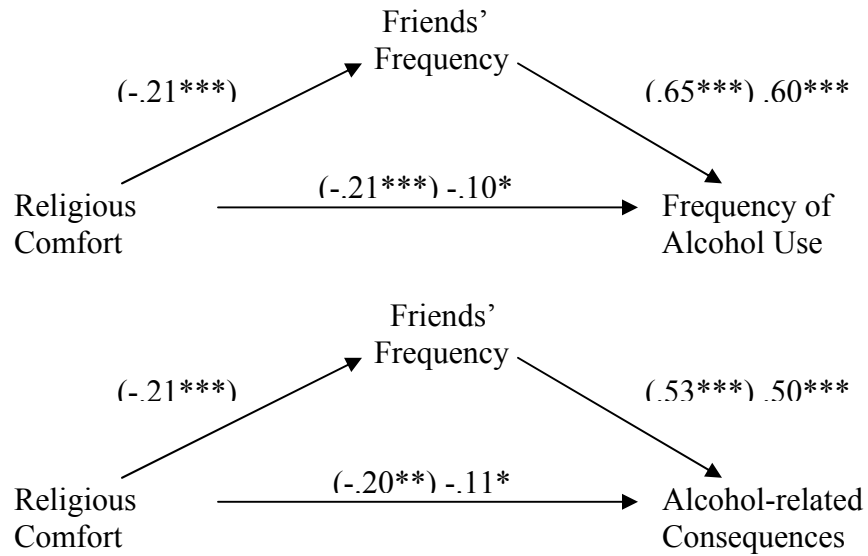 Friends’
Frequency
(-.21***)
(.65***) .60***
(-.21***) -.10*
Religious
Comfort
Frequency of
Alcohol Use
Friends’
Frequency
(-.21***)
(.53***) .50***
(-.20**) -.11*
Religious
Comfort
Alcohol-related
Consequences